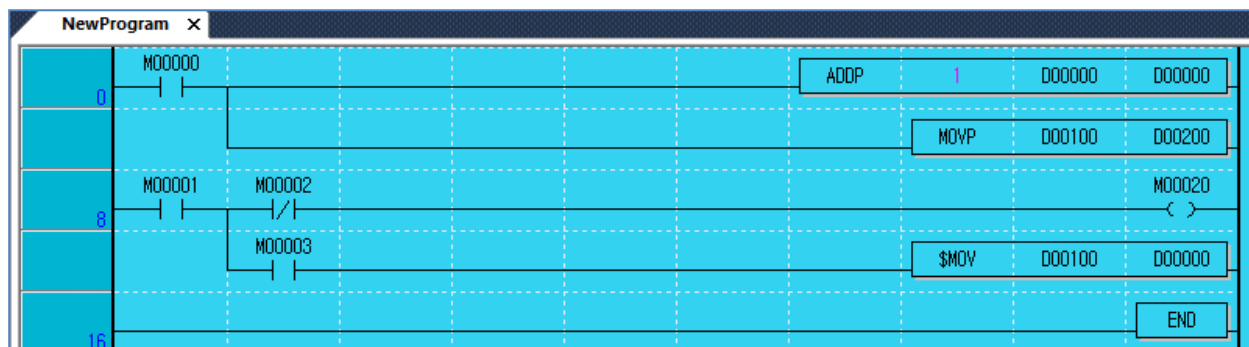 NewProgram ×
M00000
ADDP 1 D00000 D00000
0
MOVP D00100 D00200
M00001 M00002 M00020
8
M00003
$MOV D00100 D00000
END
16